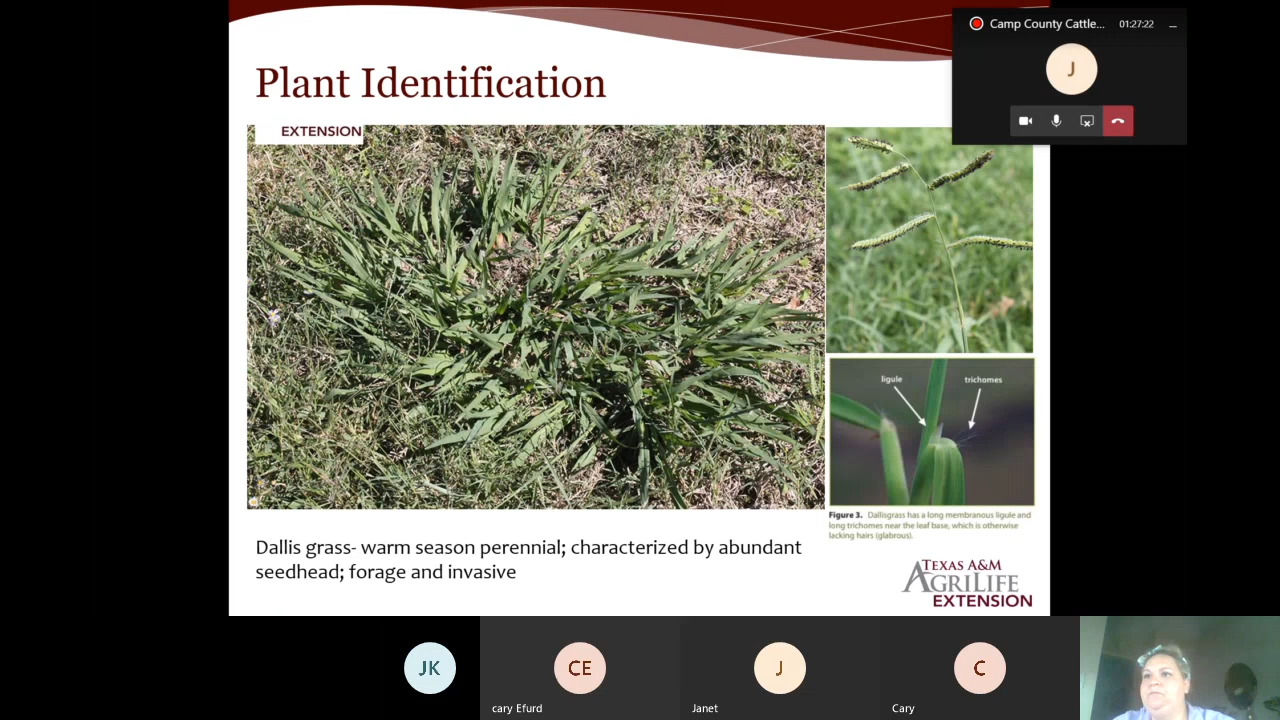 Camp County Cattle...
01:27:22
J
Plant Identification
EXTENSION
ligule
trichomes
Figure 3. Dallisgrass has a long membranous ligule and
long trichomes near the leaf base, which is otherwise
lacking hairs (glabrous).
Dallis grass- warm season perennial; characterized by abundant
seedhead; forage and invasive
TEXAS A&M
AGRILIFE
EXTENSION
JK
CE
J
C
cary Efurd
Janet
Cary